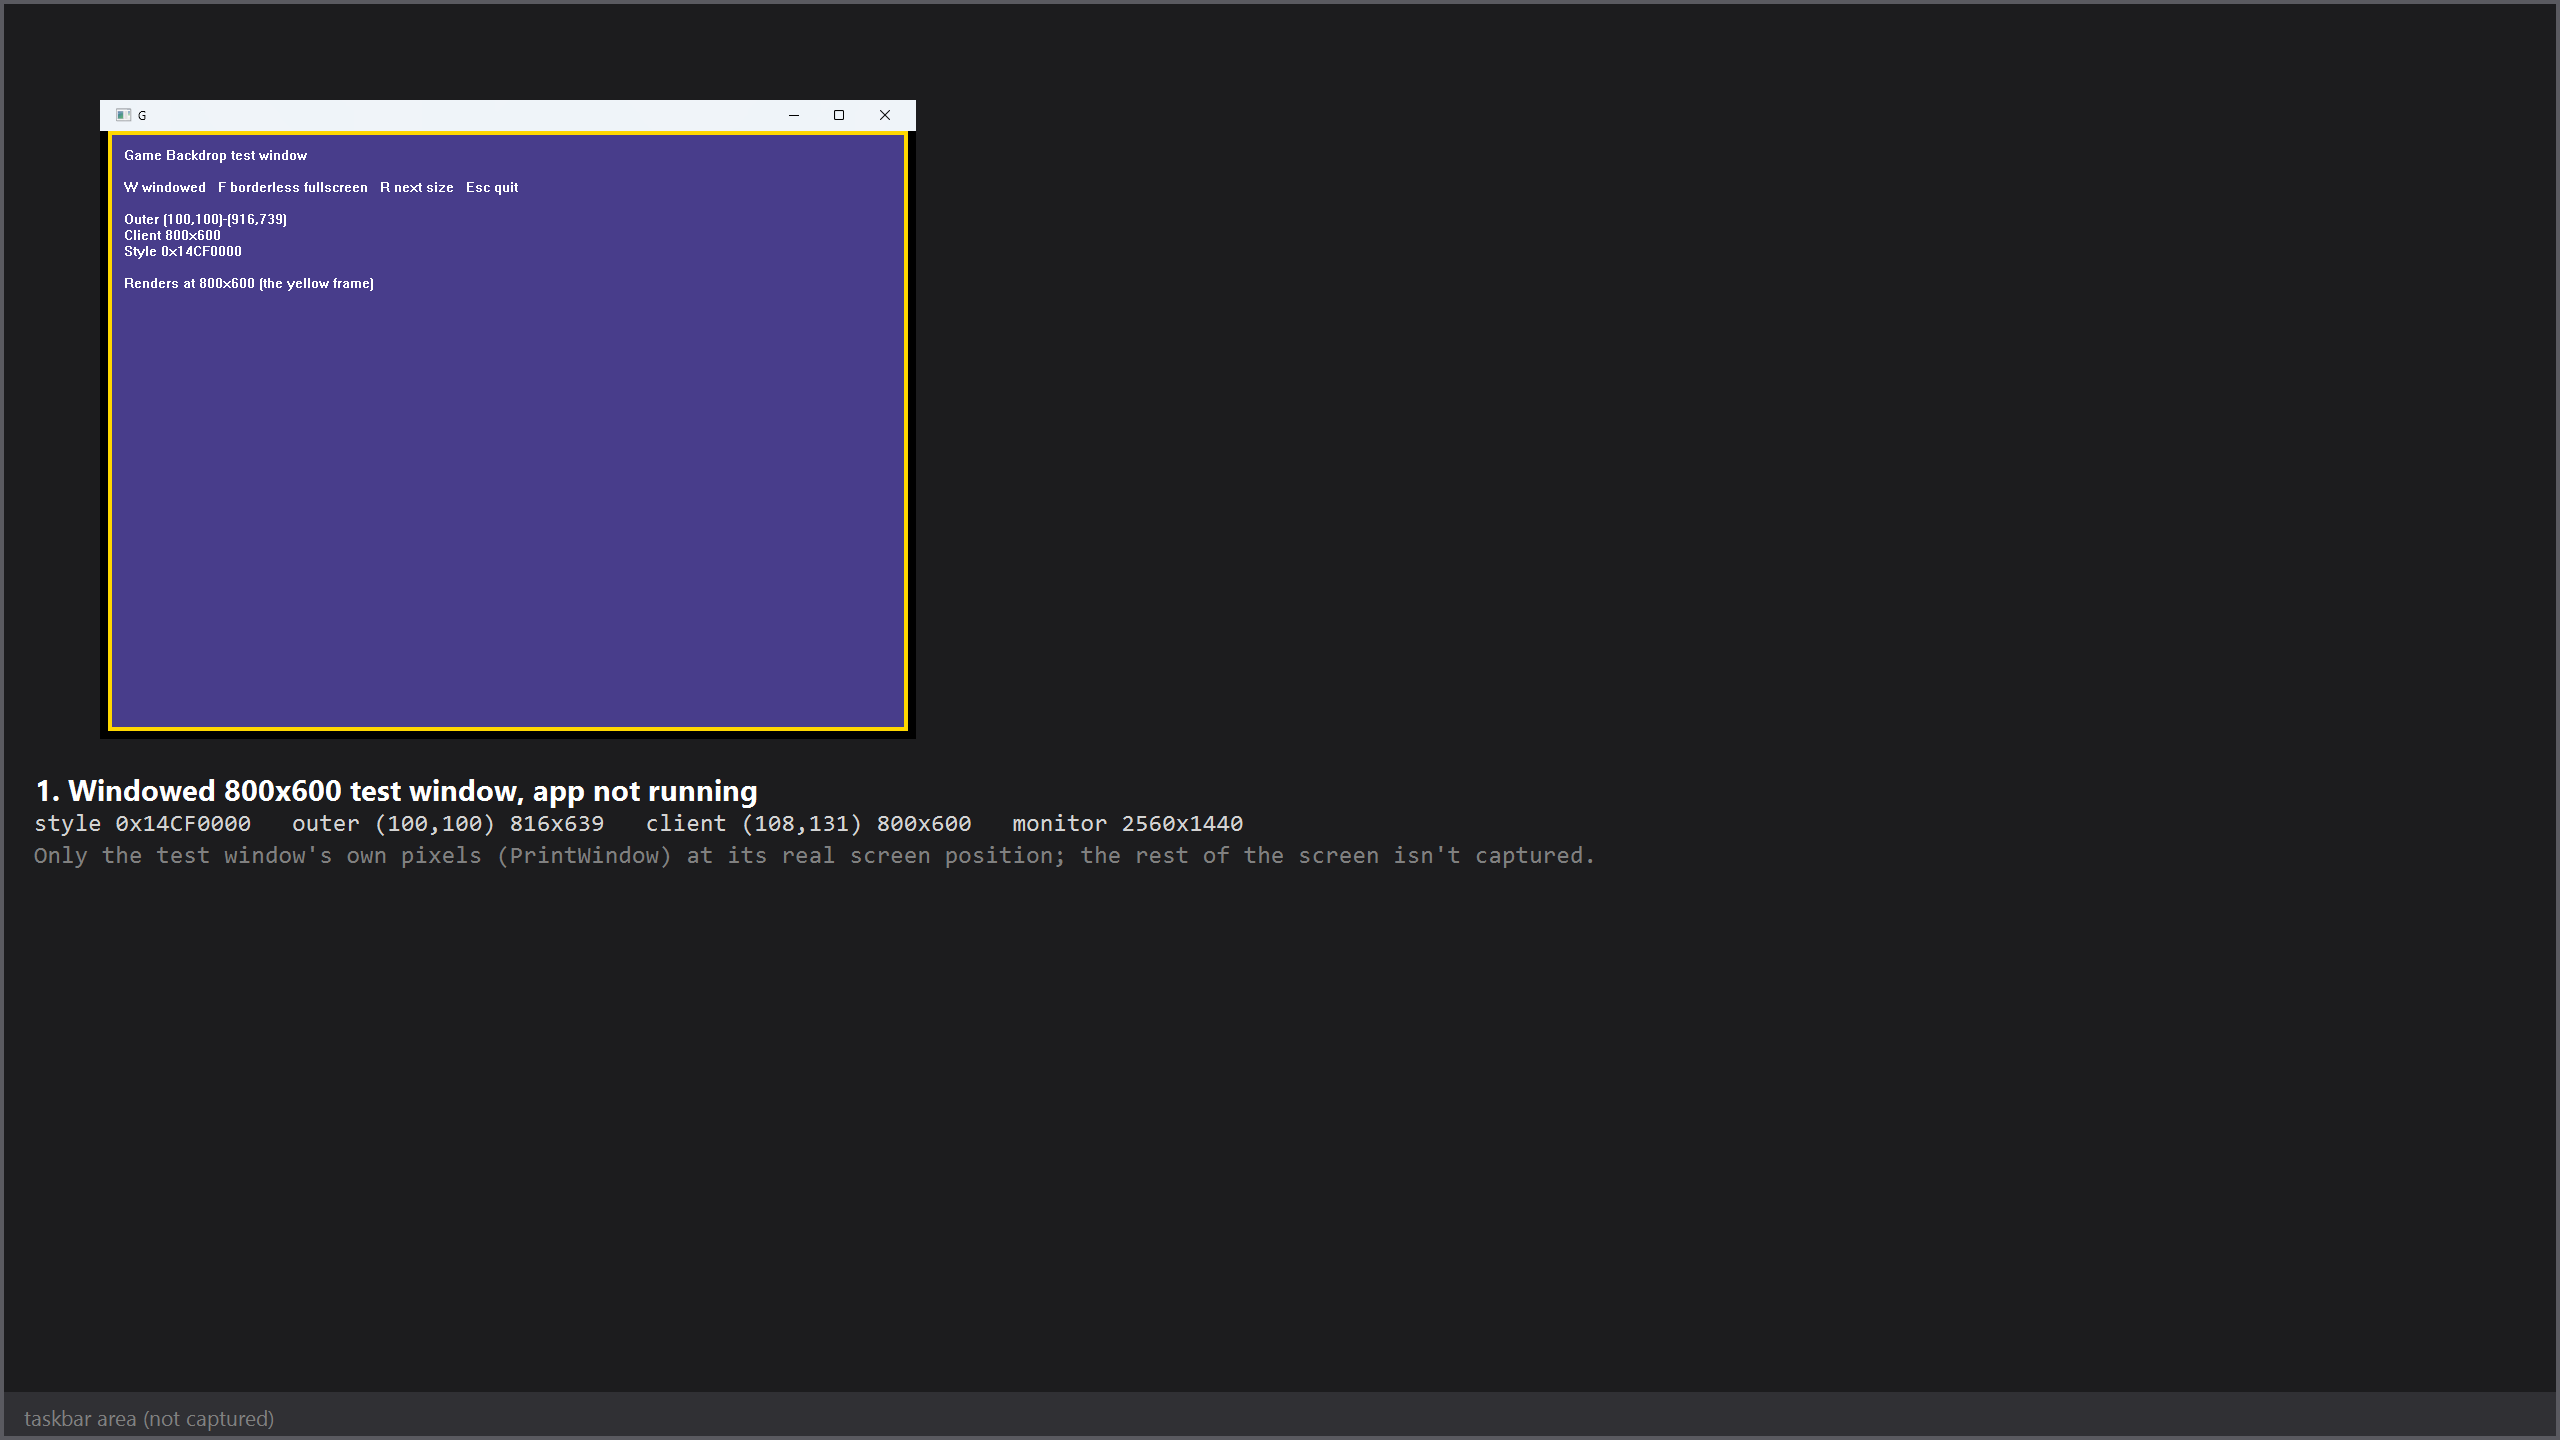 G
Game Backdrop test window
W windowed   F borderless fullscreen   R next size   Esc quit
Outer (100,100)-(916,739)
Client 800x600
Style 0x14CF0000
Renders at 800x600 (the yellow frame)
1. Windowed 800x600 test window, app not running
style 0x14CF0000   outer (100,100) 816x639   client (108,131) 800x600   monitor 2560x1440
Only the test window's own pixels (PrintWindow) at its real screen position; the rest of the screen isn't captured.
taskbar area (not captured)